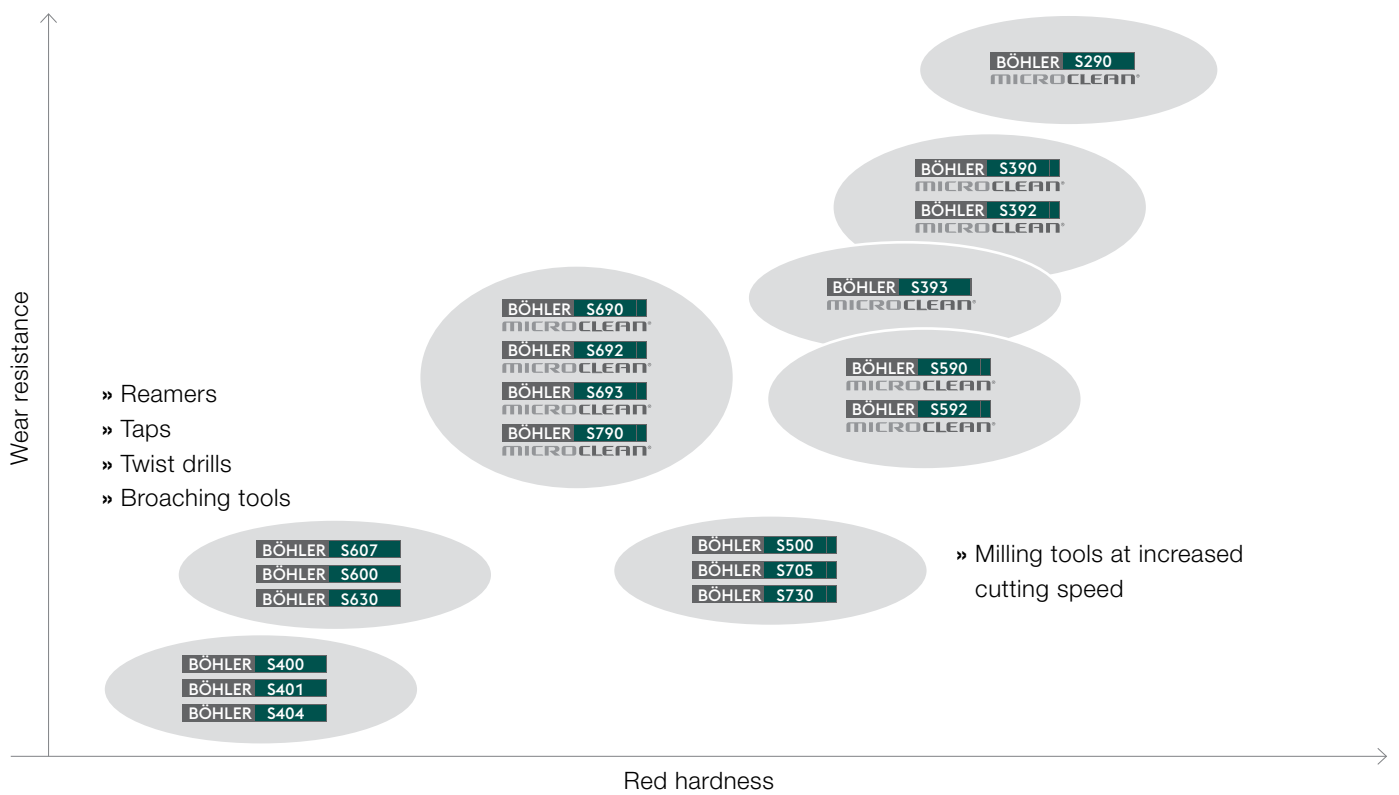 Wear resistance
BÖHLER S290
MICROCLEAN®
BÖHLER S390
MICROCLEAN®
BÖHLER S392
MICROCLEAN®
BÖHLER S393
MICROCLEAN®
BÖHLER S690
MICROCLEAN®
BÖHLER S692
MICROCLEAN®
BÖHLER S693
MICROCLEAN®
BÖHLER S790
MICROCLEAN®
BÖHLER S590
MICROCLEAN®
BÖHLER S592
MICROCLEAN®
» Reamers
» Taps
» Twist drills
» Broaching tools
BÖHLER S607
BÖHLER S600
BÖHLER S630
BÖHLER S500
BÖHLER S705
BÖHLER S730
» Milling tools at increased
cutting speed
BÖHLER S400
BÖHLER S401
BÖHLER S404
Red hardness